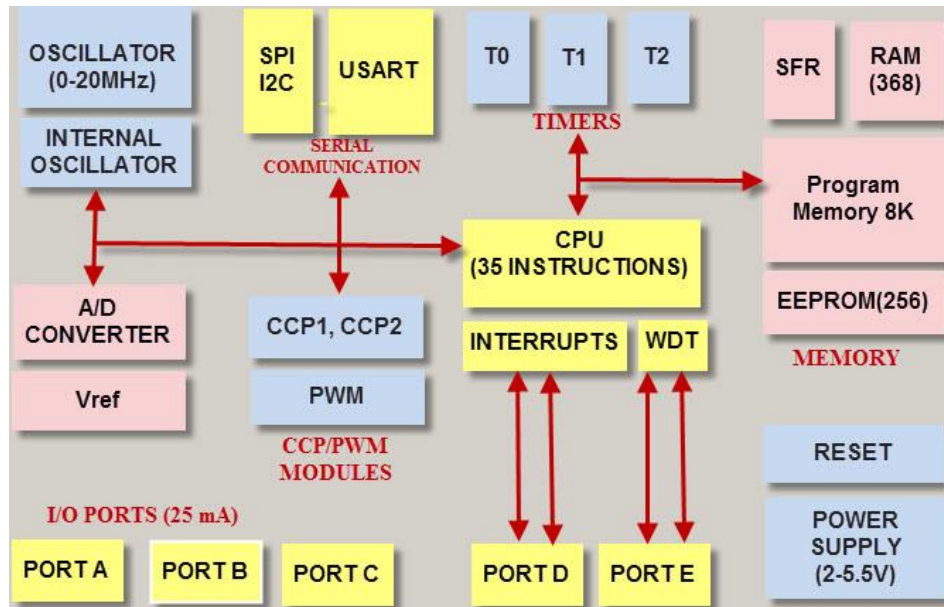 OSCILLATOR
(0-20MHz)
INTERNAL
OSCILLATOR
SPI
I2C
USART
SERIAL
COMMUNICATION
T0
T1
T2
TIMERS
SFR
RAM
(368)
Program
Memory 8K
EEPROM(256)
MEMORY
CPU
(35 INSTRUCTIONS)
A/D
CONVERTER
Vref
CCP1, CCP2
PWM
CCP/PWM
MODULES
INTERRUPTS
WDT
RESET
POWER
SUPPLY
(2-5.5V)
I/O PORTS (25 mA)
PORT A
PORT B
PORT C
PORT D
PORT E